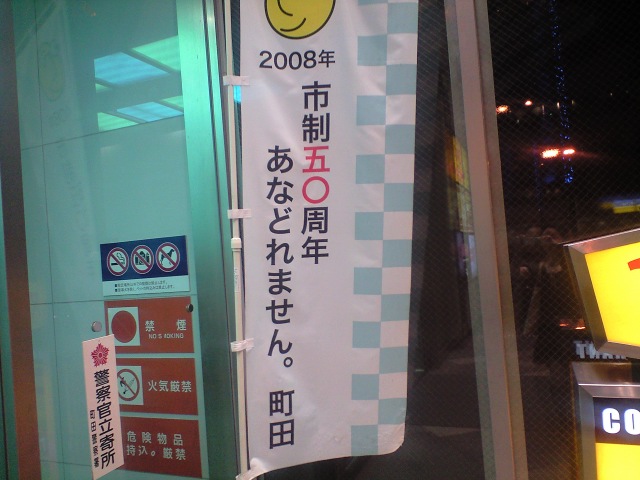 2008年
市制五〇周年
あなどれません。町田
禁煙
NO SMOKING
火気厳禁
危険物品
持込。厳禁
警察官立寄所
町田警察署
THAN
CO